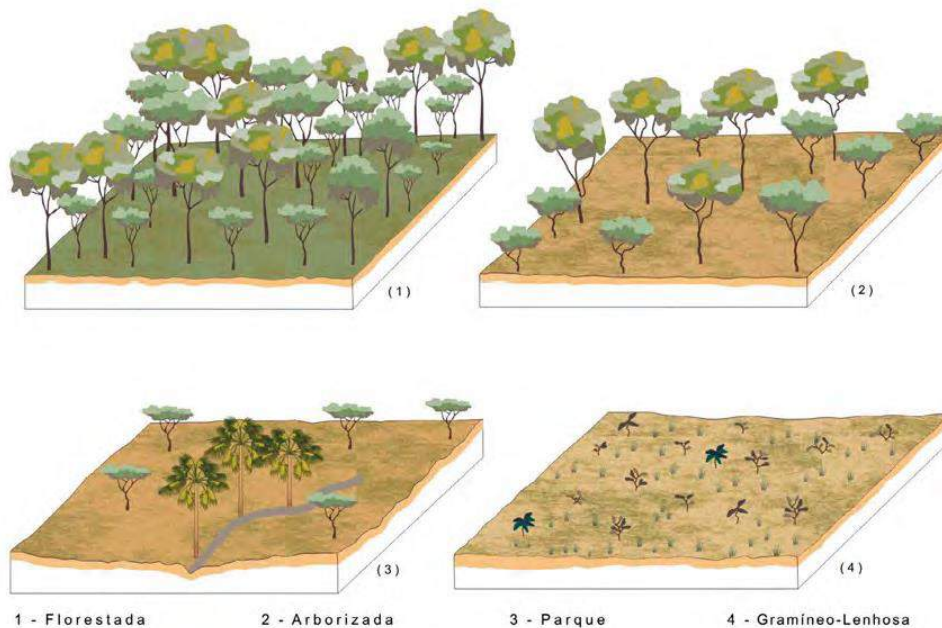 (1)
(2)
(3)
(4)
1 - Florestada 2 - Arborizada 3 - Parque 4 - Gramíneo-Lenhosa